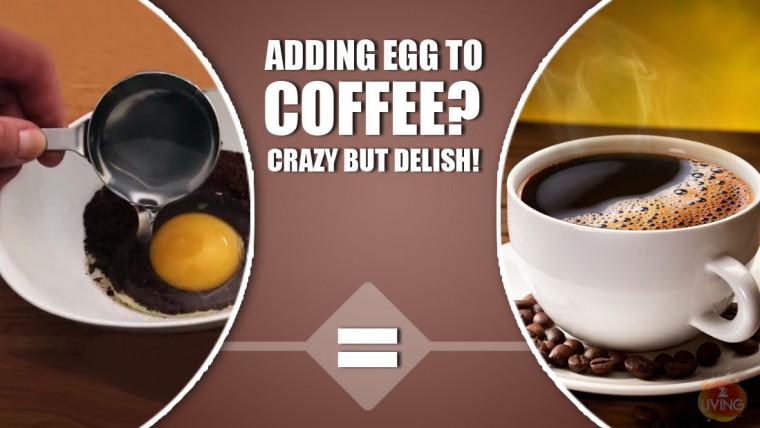 ADDING EGG TO
COFFEE?
CRAZY BUT DELISH!
=
LIVING